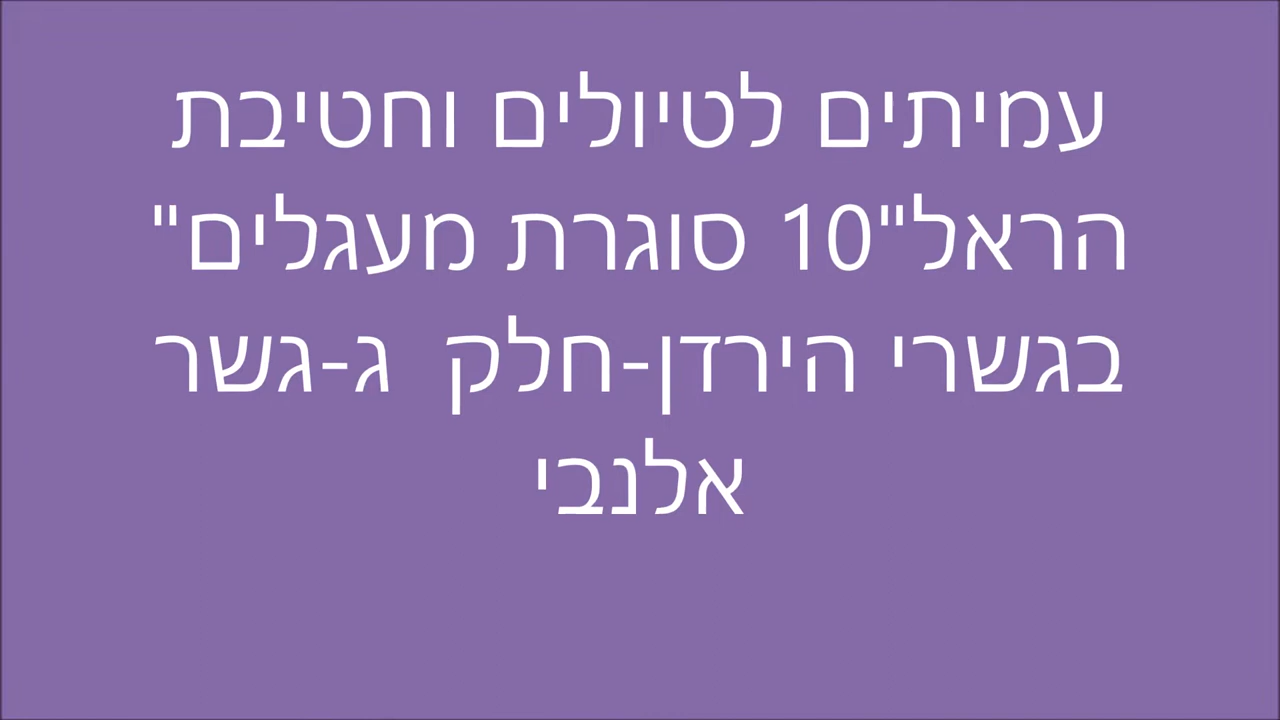 עמיתים לטיולים וחטיבת
הראל"10 סוגרת מעגלים"
בגשרי הירדן-חלק  ג-גשר
אלנבי